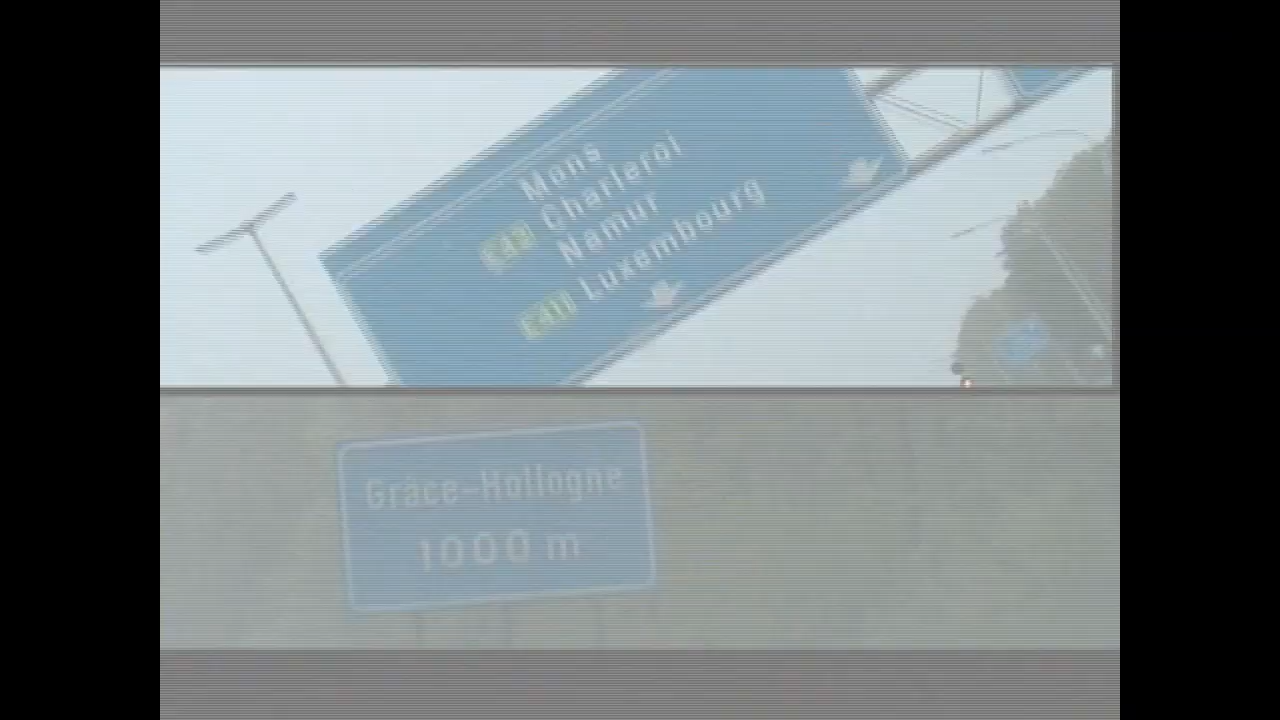 Mons
E42 Charleroi
Namur
E411 Luxembourg
Grâce-Hollogne
1000 m